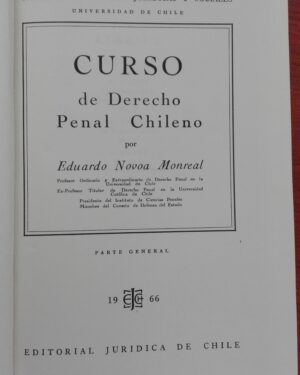 UNIVERSIDAD DE CHILE
CURSO
de Derecho
Penal Chileno
por
Eduardo Novoa Monreal
Profesor Ordinario y Extraordinario de Derecho Penal en la
Universidad de Chile
Ex-Profesor Titular de Derecho Penal en la Universidad
Católica de Chile
Presidente del Instituto de Ciencias Penales
Miembro del Consejo de Defensa del Estado
PARTE GENERAL
19 66
EDITORIAL JURIDICA DE CHILE